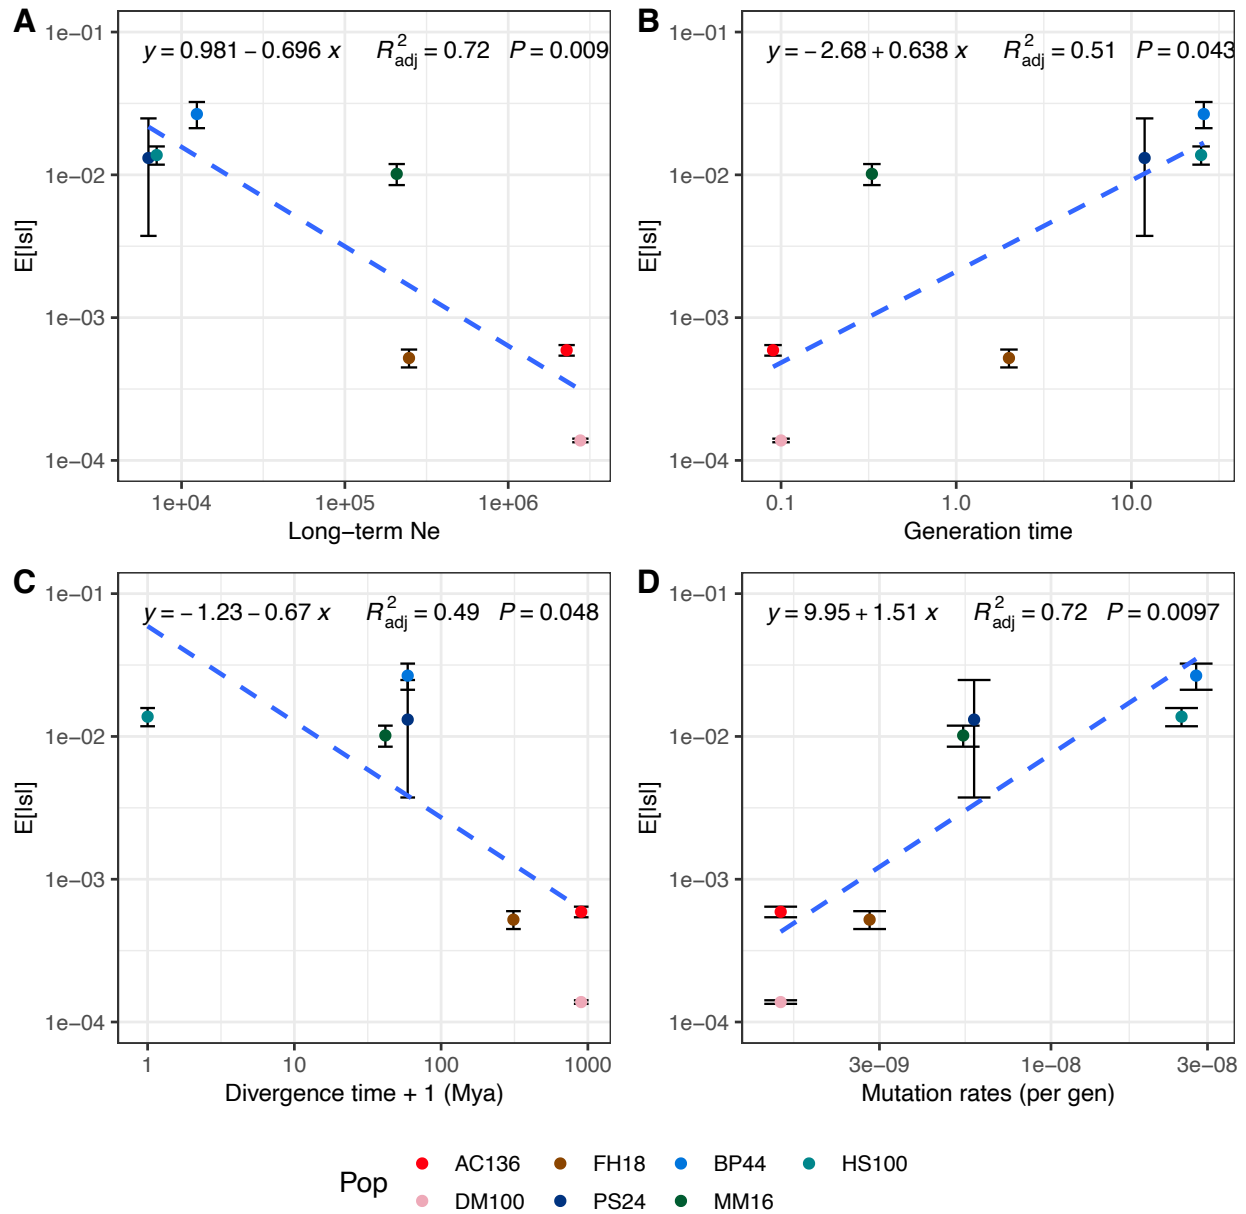 A
y = 0.981 − 0.696 x R²adj = 0.72 P = 0.009
1e−01
1e−02
1e−03
1e−04
E[|s|]
1e+04 1e+05 1e+06
Long−term Ne
B
y = − 2.68 + 0.638 x R²adj = 0.51 P = 0.043
1e−01
1e−02
1e−03
1e−04
E[|s|]
0.1 1.0 10.0
Generation time
C
y = − 1.23 − 0.67 x R²adj = 0.49 P = 0.048
1e−01
1e−02
1e−03
1e−04
E[|s|]
1 10 100 1000
Divergence time + 1 (Mya)
D
y = 9.95 + 1.51 x R²adj = 0.72 P = 0.0097
1e−01
1e−02
1e−03
1e−04
E[|s|]
3e−09 1e−08 3e−08
Mutation rates (per gen)
Pop
AC136 FH18 BP44 HS100
DM100 PS24 MM16